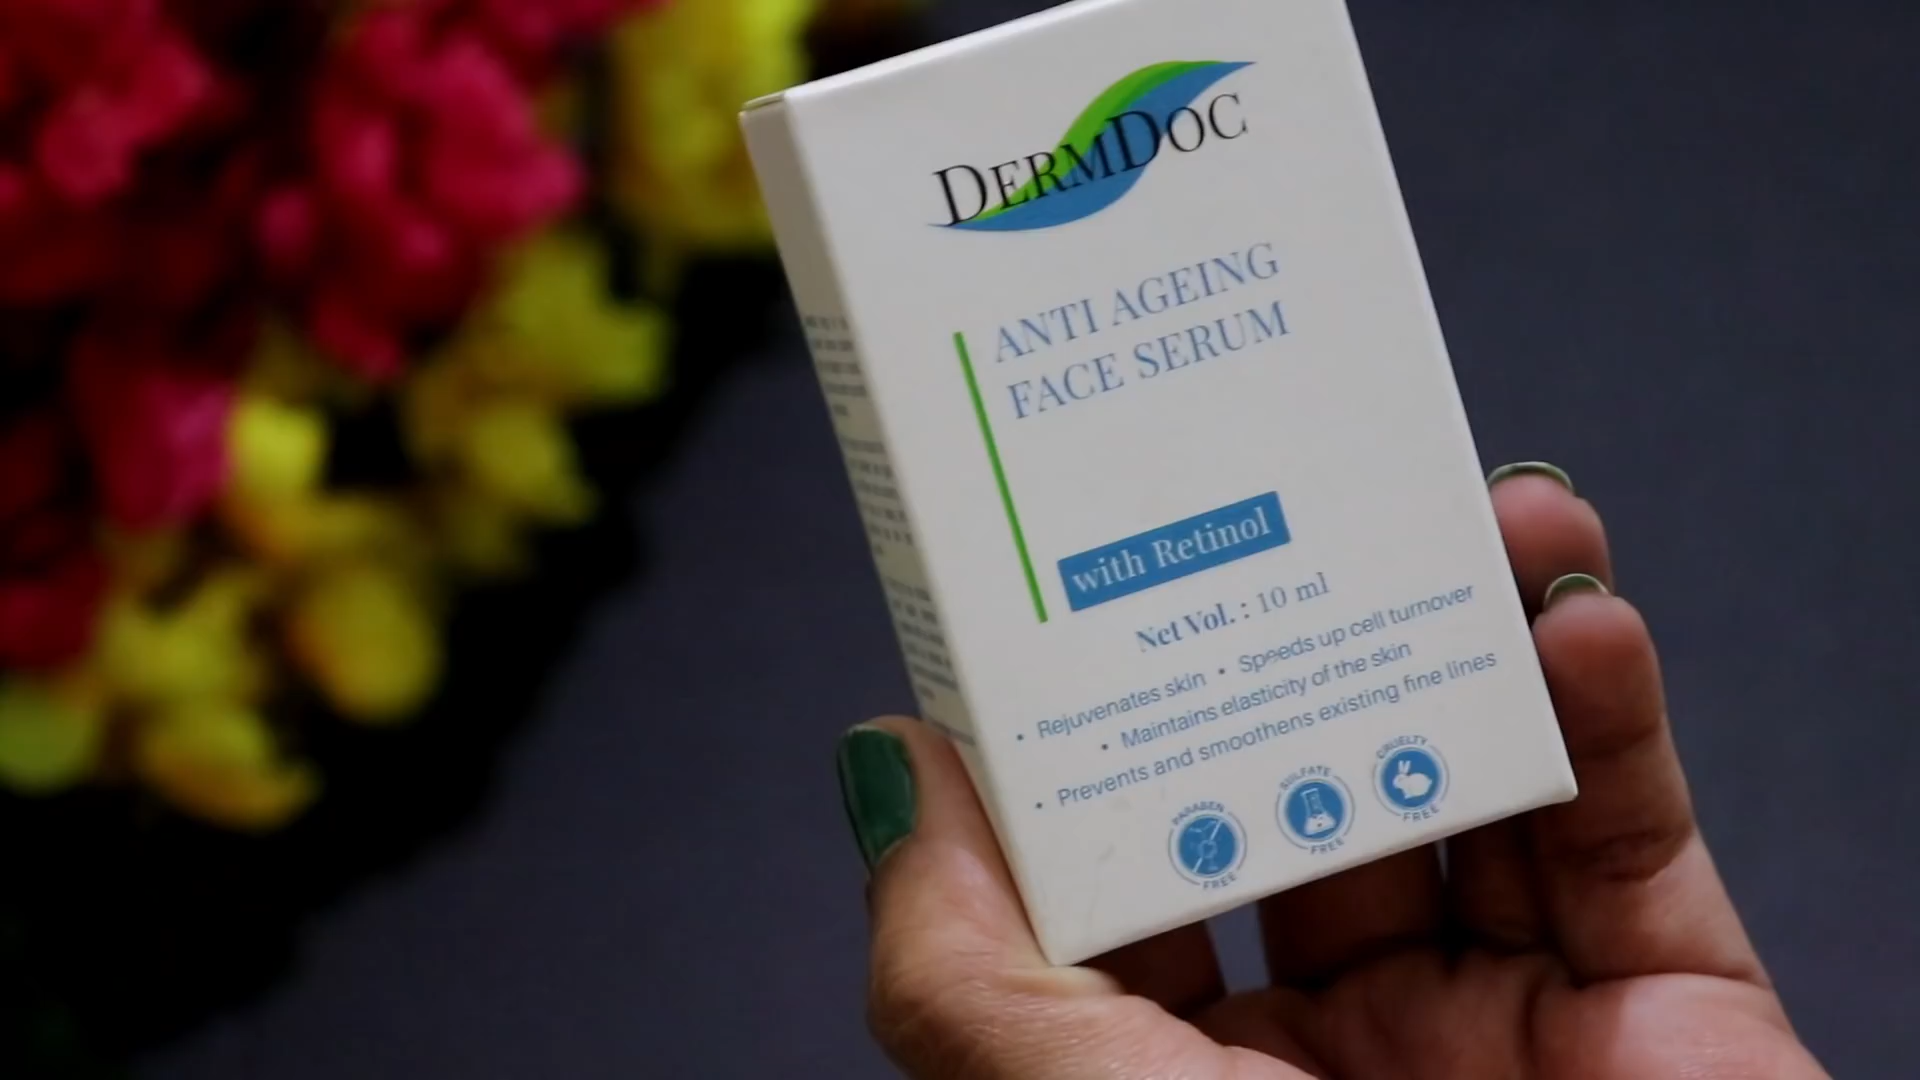 DERMDOC
ANTI AGEING
FACE SERUM
with Retinol
Net Vol. : 10 ml
• Rejuvenates skin • Speeds up cell turnover
• Maintains elasticity of the skin
• Prevents and smoothens existing fine lines
PARABEN FREE
SULFATE FREE
CRUELTY FREE